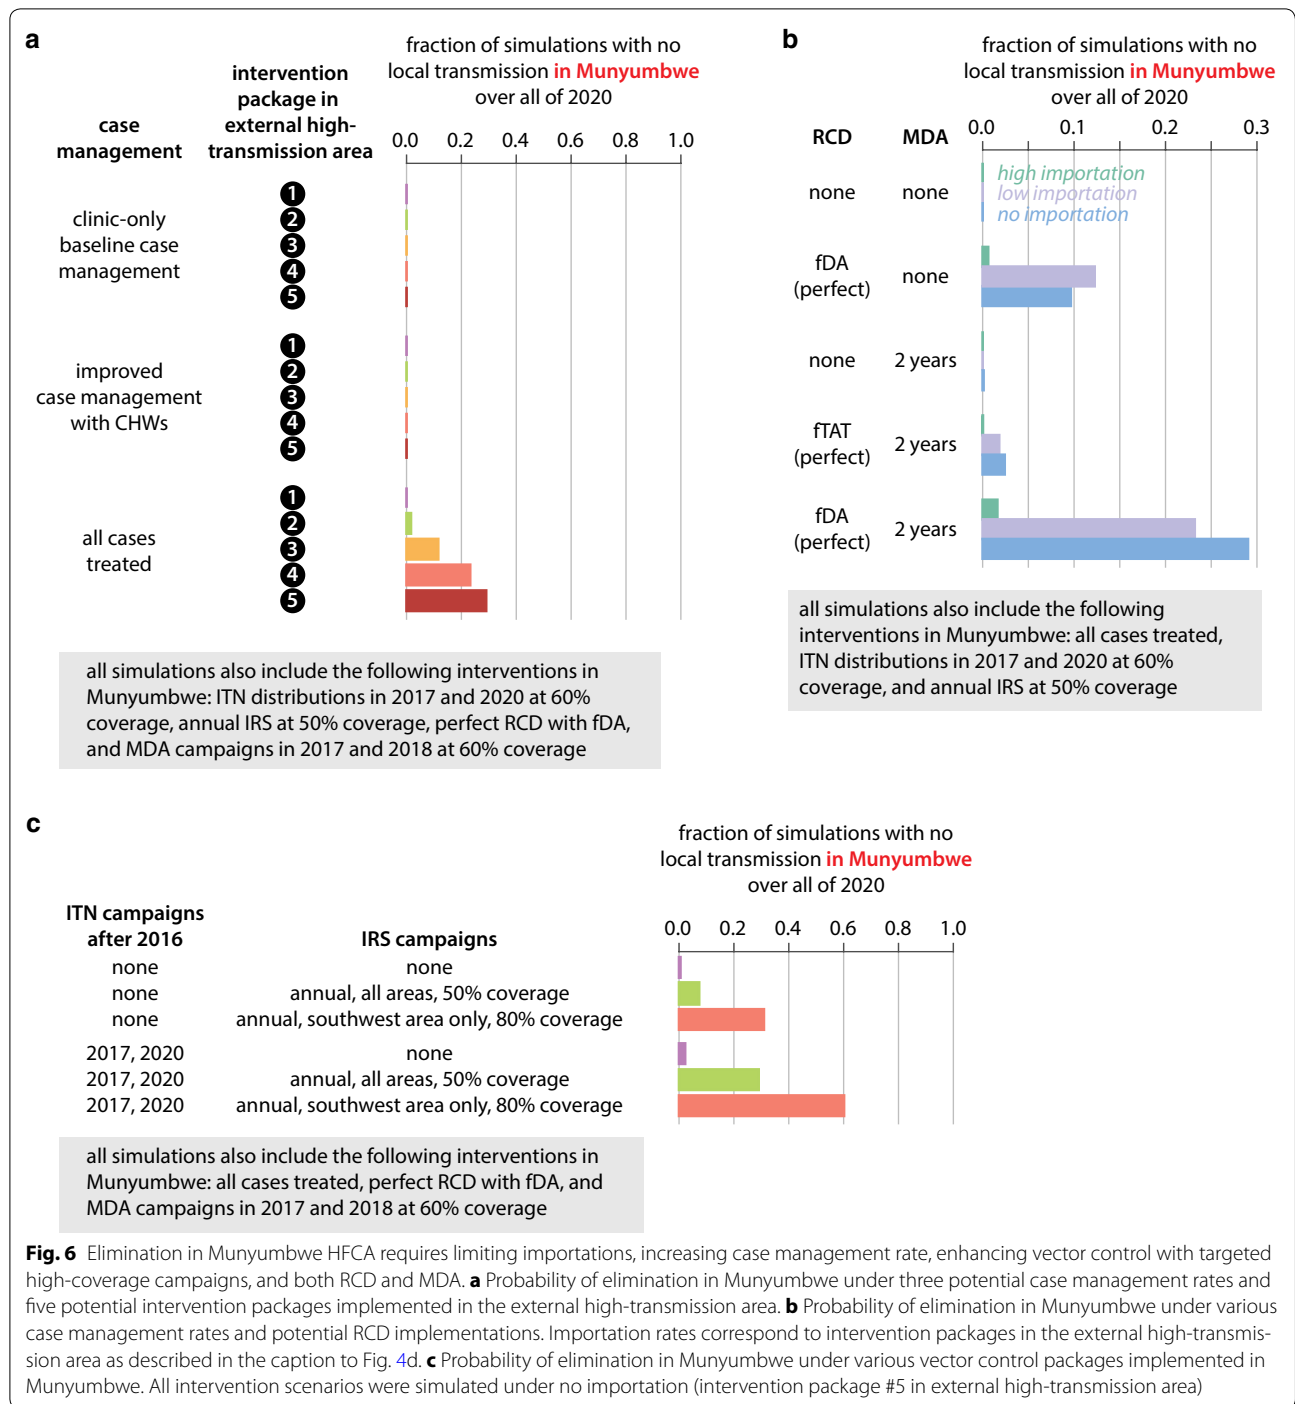 a
fraction of simulations with no
local transmission in Munyumbwe
over all of 2020
case
management
intervention
package in
external high-
transmission area
0.0 0.2 0.4 0.6 0.8 1.0
clinic-only
baseline case
management
1
2
3
4
5
improved
case management
with CHWs
1
2
3
4
5
all cases
treated
1
2
3
4
5
all simulations also include the following interventions in
Munyumbwe: ITN distributions in 2017 and 2020 at 60%
coverage, annual IRS at 50% coverage, perfect RCD with fDA,
and MDA campaigns in 2017 and 2018 at 60% coverage
b
fraction of simulations with no
local transmission in Munyumbwe
over all of 2020
RCD MDA
0.0 0.1 0.2 0.3
high importation
low importation
no importation
none none
fDA
(perfect)
none
none 2 years
fTAT
(perfect)
2 years
fDA
(perfect)
2 years
all simulations also include the following
interventions in Munyumbwe: all cases treated,
ITN distributions in 2017 and 2020 at 60%
coverage, and annual IRS at 50% coverage
c
fraction of simulations with no
local transmission in Munyumbwe
over all of 2020
ITN campaigns
after 2016
IRS campaigns
0.0 0.2 0.4 0.6 0.8 1.0
none none
none annual, all areas, 50% coverage
none annual, southwest area only, 80% coverage
2017, 2020 none
2017, 2020 annual, all areas, 50% coverage
2017, 2020 annual, southwest area only, 80% coverage
all simulations also include the following interventions in
Munyumbwe: all cases treated, perfect RCD with fDA, and
MDA campaigns in 2017 and 2018 at 60% coverage
Fig. 6 Elimination in Munyumbwe HFCA requires limiting importations, increasing case management rate, enhancing vector control with targeted
high-coverage campaigns, and both RCD and MDA. a Probability of elimination in Munyumbwe under three potential case management rates and
five potential intervention packages implemented in the external high-transmission area. b Probability of elimination in Munyumbwe under various
case management rates and potential RCD implementations. Importation rates correspond to intervention packages in the external high-transmis-
sion area as described in the caption to Fig. 4d. c Probability of elimination in Munyumbwe under various vector control packages implemented in
Munyumbwe. All intervention scenarios were simulated under no importation (intervention package #5 in external high-transmission area)